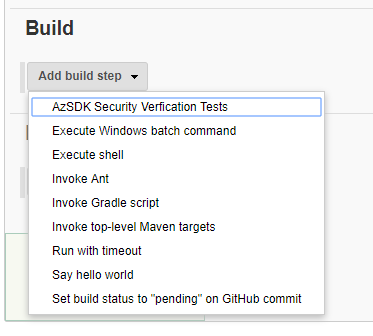 Build
Add build step
AzSDK Security Verfication Tests
Execute Windows batch command
Execute shell
Invoke Ant
Invoke Gradle script
Invoke top-level Maven targets
Run with timeout
Say hello world
Set build status to "pending" on GitHub commit